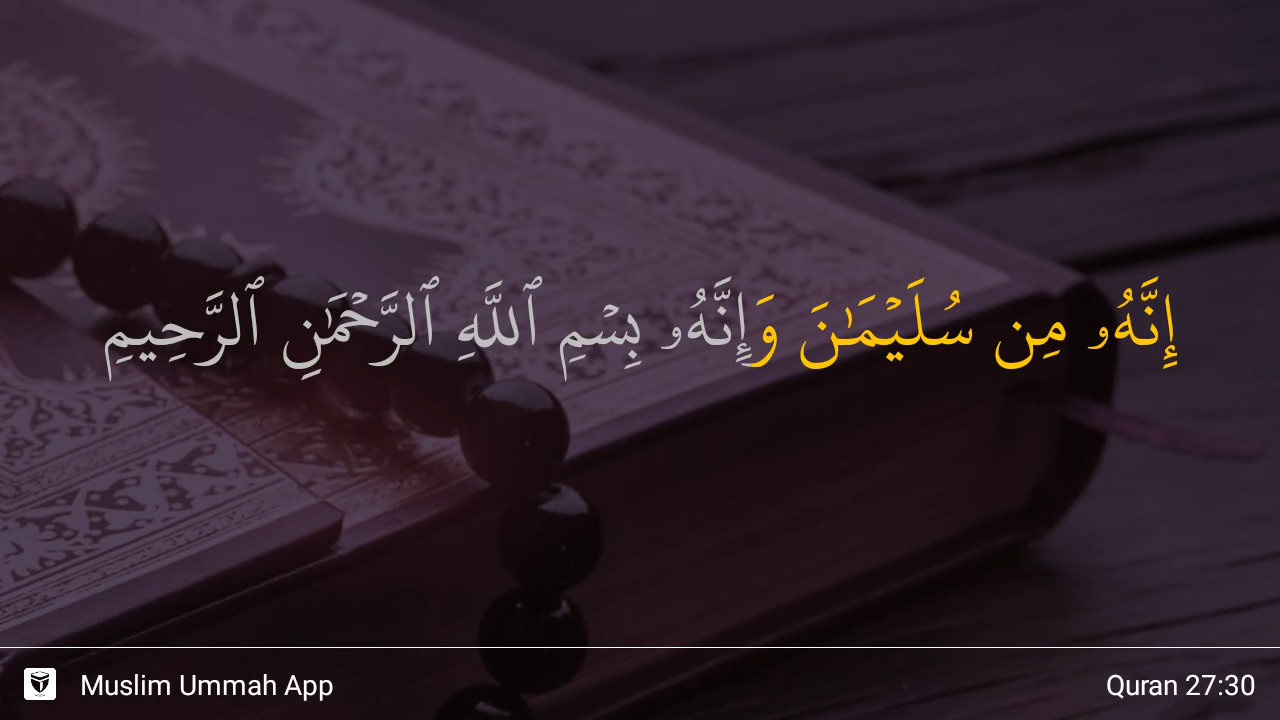 إِنَّهُۥ مِن سُلَيْمَـٰنَ وَإِنَّهُۥ بِسْمِ ٱللَّهِ ٱلرَّحْمَـٰنِ ٱلرَّحِيمِ
Muslim Ummah App
Quran 27:30